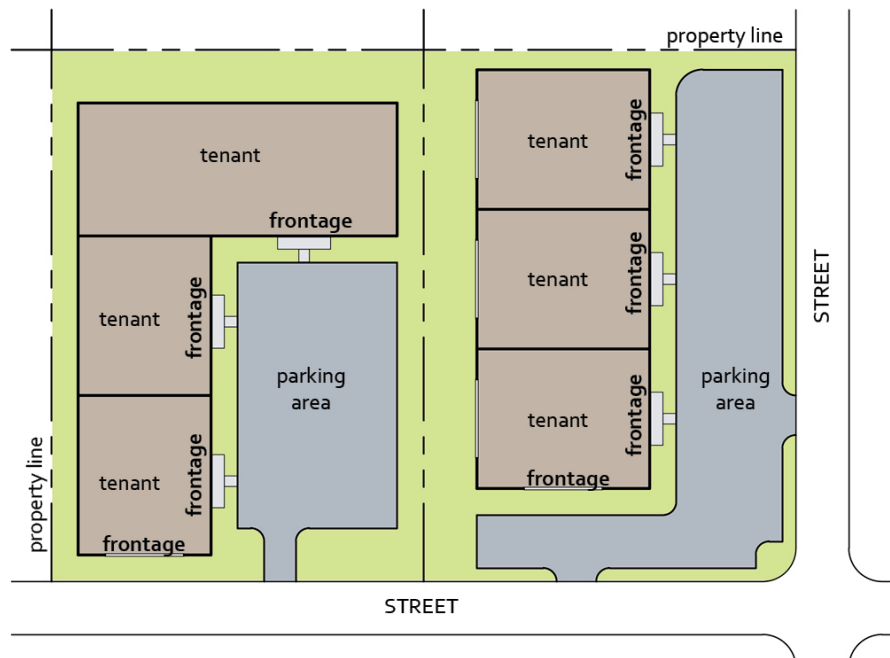 property line
tenant
frontage
tenant
frontage
parking
area
tenant
frontage
frontage
property line
tenant
frontage
tenant
frontage
tenant
frontage
frontage
parking
area
STREET
STREET